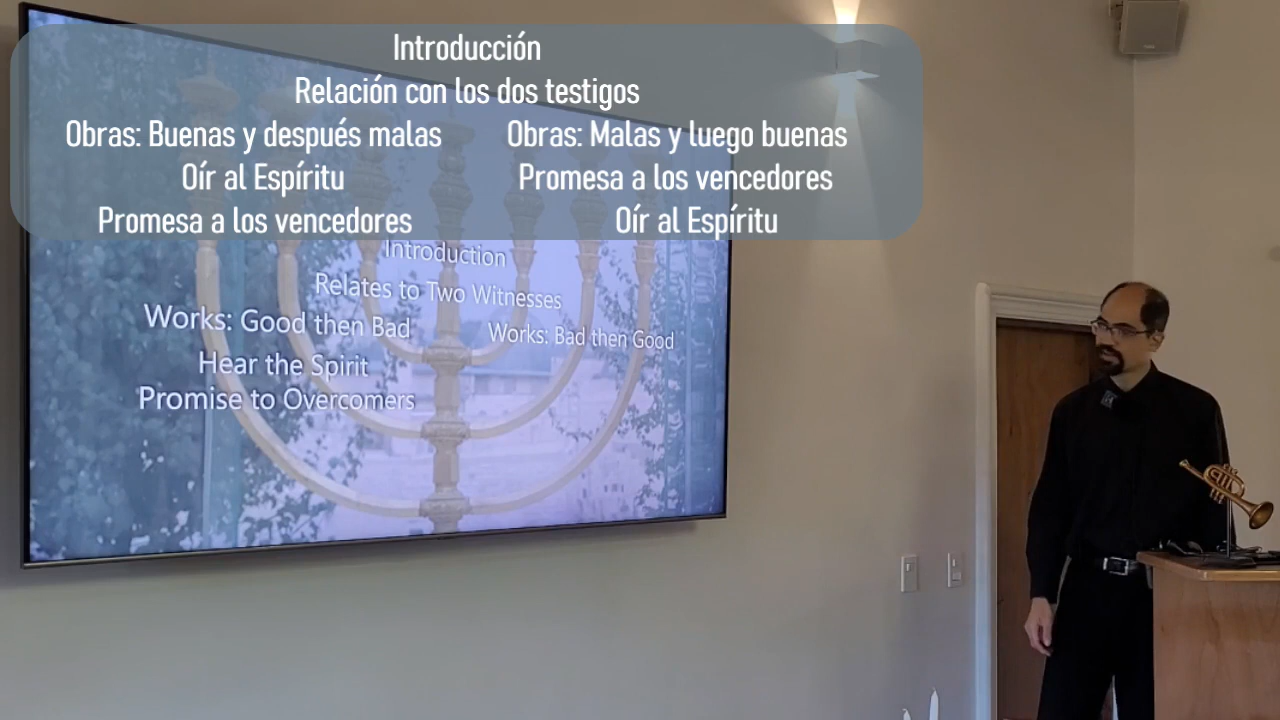 Introducción
Relación con los dos testigos
Obras: Buenas y después malas Obras: Malas y luego buenas
Oír al Espíritu Promesa a los vencedores
Promesa a los vencedores Oír al Espíritu
Introduction
Relates to Two Witnesses
Works: Good then Bad Works: Bad then Good
Hear the Spirit
Promise to Overcomers